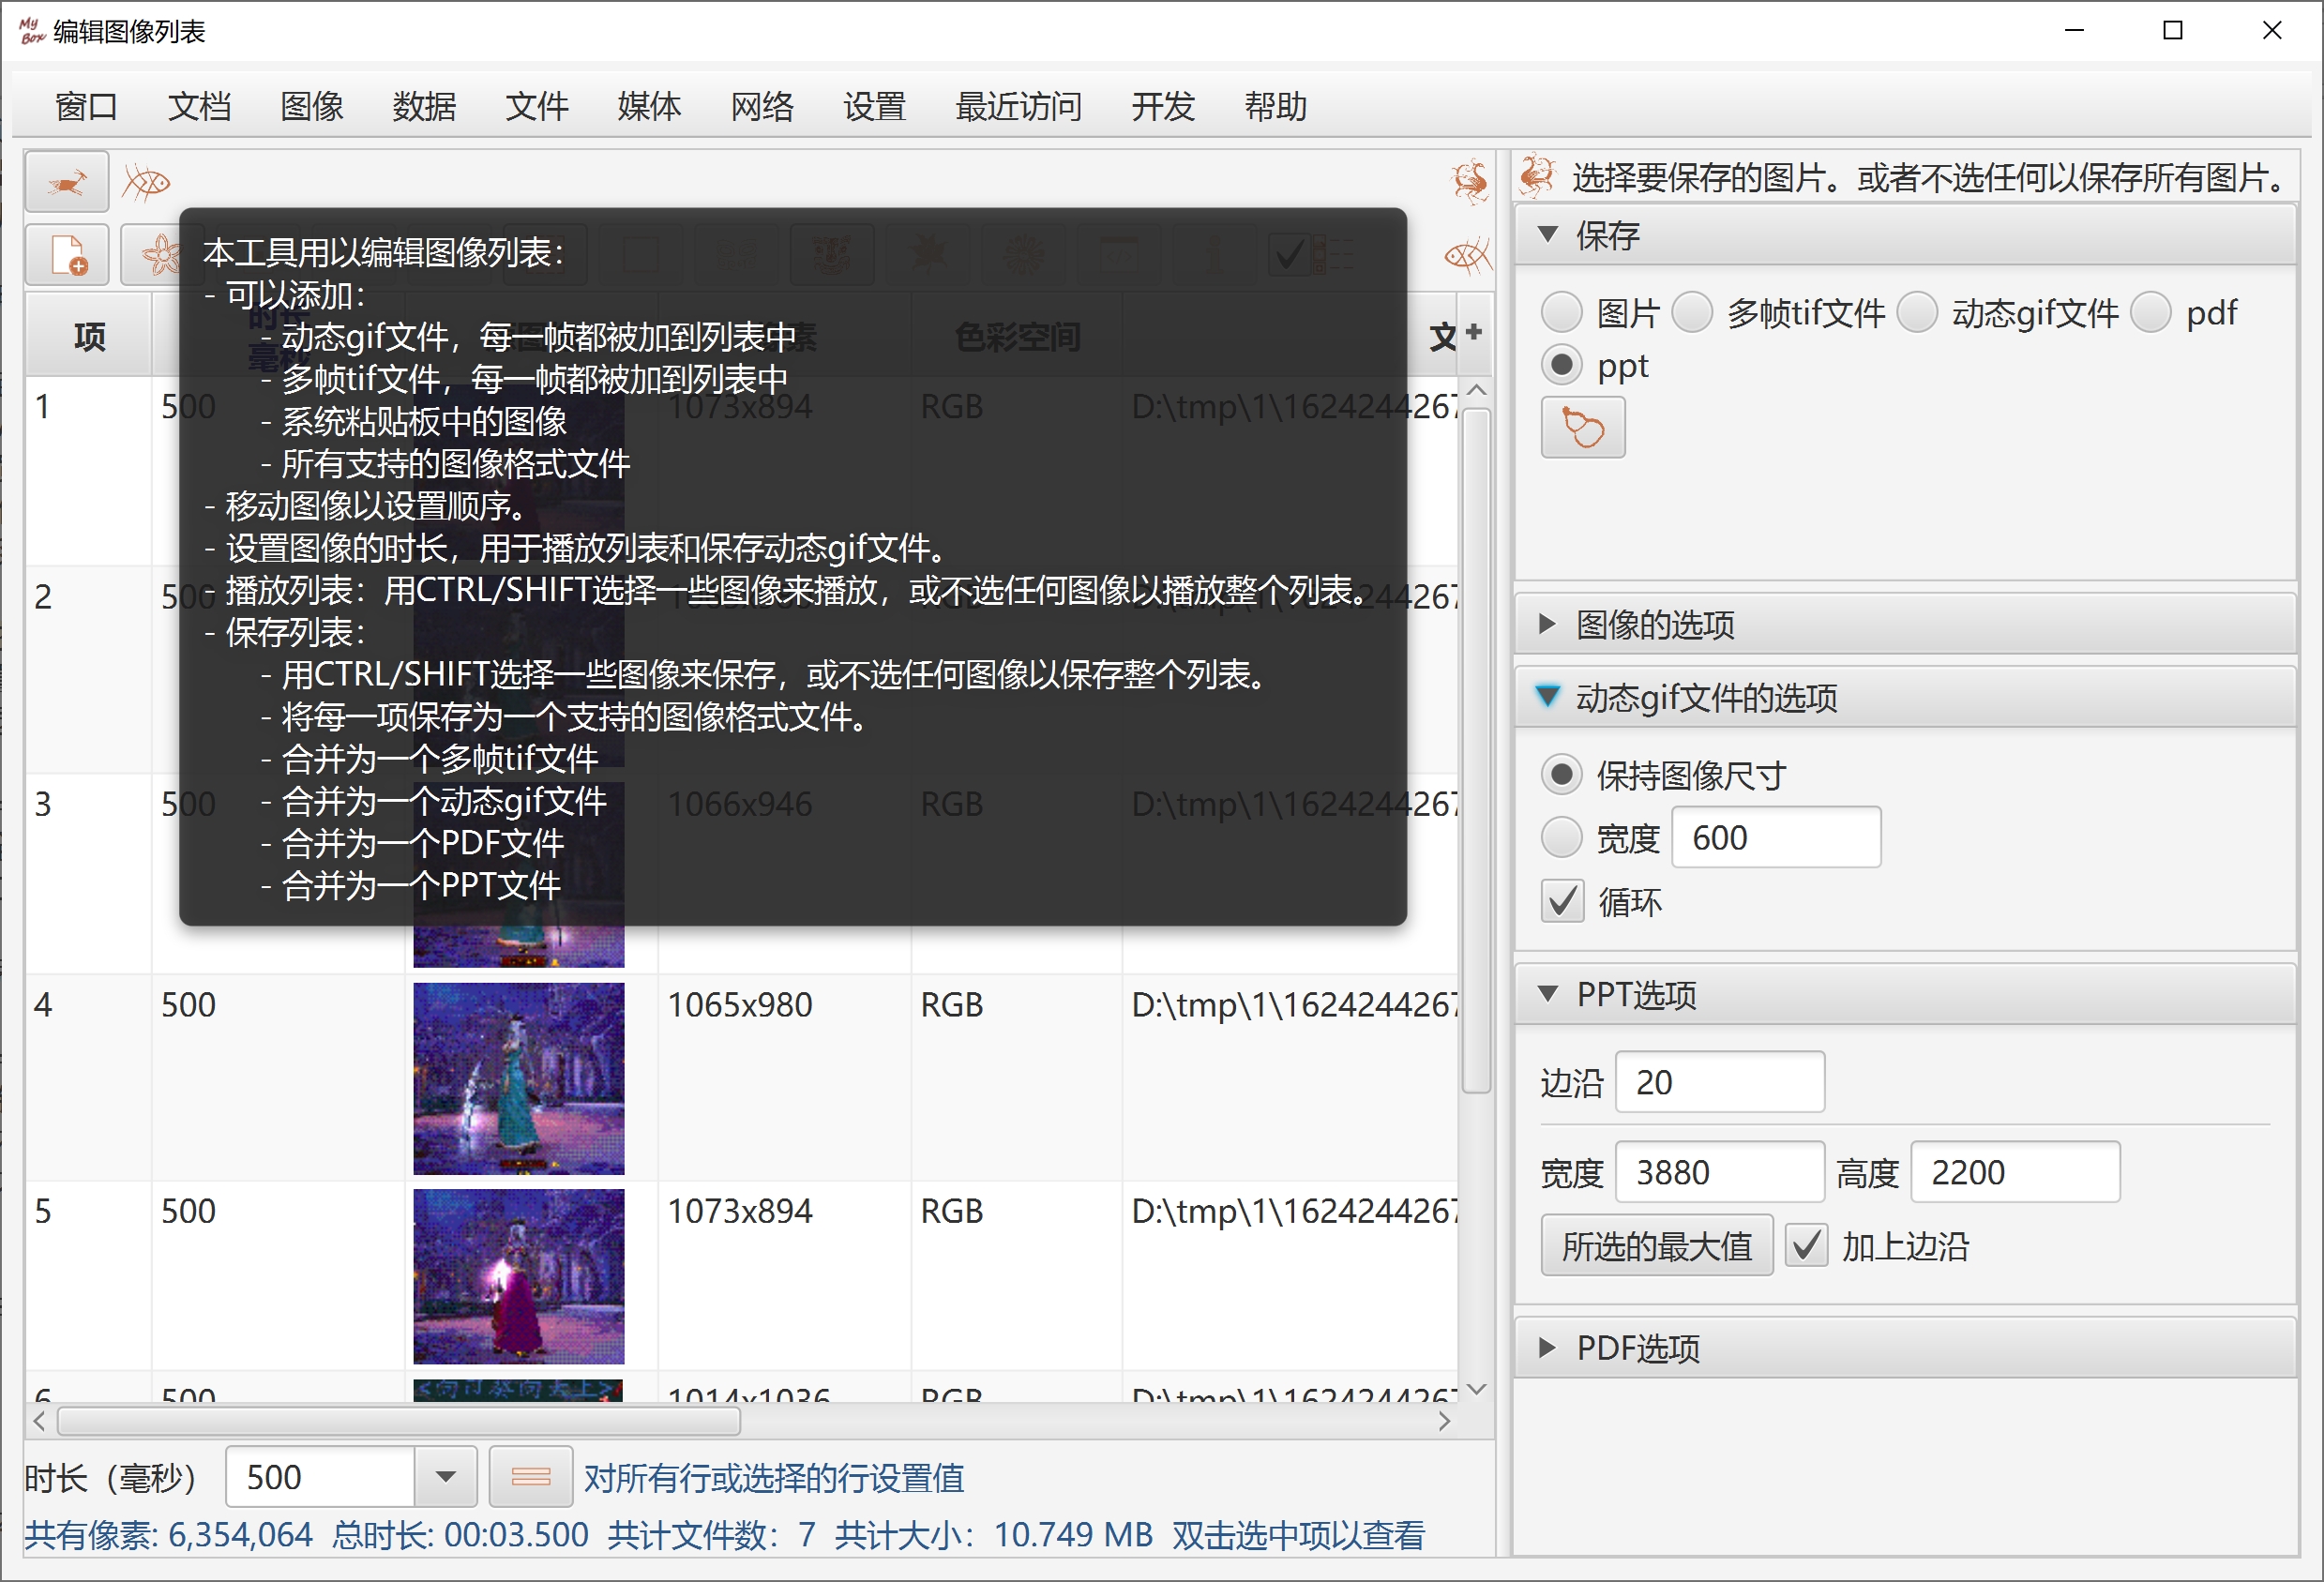 My Box 编辑图像列表
窗口 文档 图像 数据 文件 媒体 网络 设置 最近访问 开发 帮助
本工具用以编辑图像列表：
- 可以添加：
- 动态gif文件，每一帧都被加到列表中
- 多帧tif文件，每一帧都被加到列表中
- 系统粘贴板中的图像
- 所有支持的图像格式文件
- 移动图像以设置顺序。
- 设置图像的时长，用于播放列表和保存动态gif文件。
- 播放列表：用CTRL/SHIFT选择一些图像来播放，或不选任何图像以播放整个列表。
- 保存列表：
- 用CTRL/SHIFT选择一些图像来保存，或不选任何图像以保存整个列表。
- 将每一项保存为一个支持的图像格式文件。
- 合并为一个多帧tif文件
- 合并为一个动态gif文件
- 合并为一个PDF文件
- 合并为一个PPT文件
项 时长 毫秒 色彩空间 文
1 500 1073x894 RGB D:\tmp\1\1624244267
2 500
3 500 1066x946 RGB D:\tmp\1\1624244267
4 500 1065x980 RGB D:\tmp\1\1624244267
5 500 1073x894 RGB D:\tmp\1\1624244267
6 500 1014x1036 RGB D:\tmp\1\1624244267
时长（毫秒） 500 对所有行或选择的行设置值
共有像素: 6,354,064 总时长: 00:03.500 共计文件数： 7 共计大小： 10.749 MB 双击选中项以查看
选择要保存的图片。或者不选任何以保存所有图片。
保存
图片 多帧tif文件 动态gif文件 pdf
ppt
图像的选项
动态gif文件的选项
保持图像尺寸
宽度 600
循环
PPT选项
边沿 20
宽度 3880 高度 2200
所选的最大值 加上边沿
PDF选项